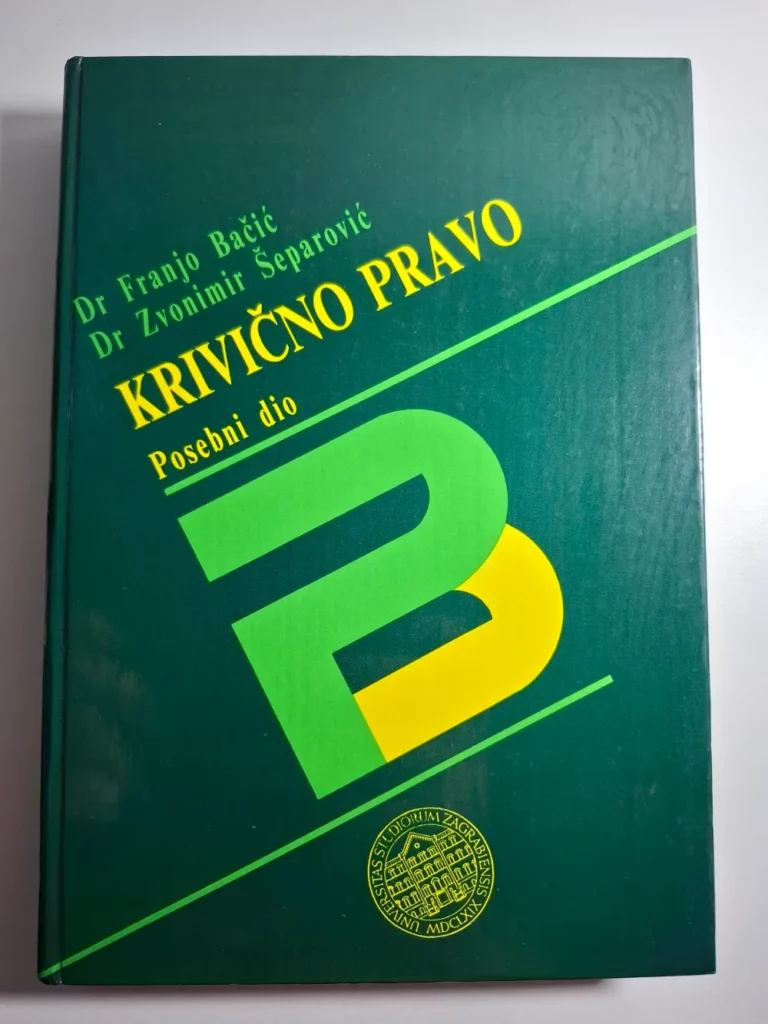 Dr Franjo Bačić
Dr Zvonimir Šeparović
KRIVIČNO PRAVO
Posebni dio
UNIVERSITAS STUDIORUM ZAGRABIENSIS
MDCLXIX